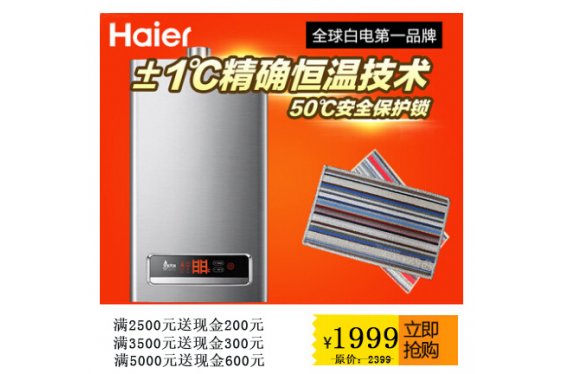 Haier
全球白电第一品牌
±1℃精确恒温技术
50℃安全保护锁
满2500元送现金200元
满3500元送现金300元
满5000元送现金600元
¥1999
原价：2399
立即
抢购